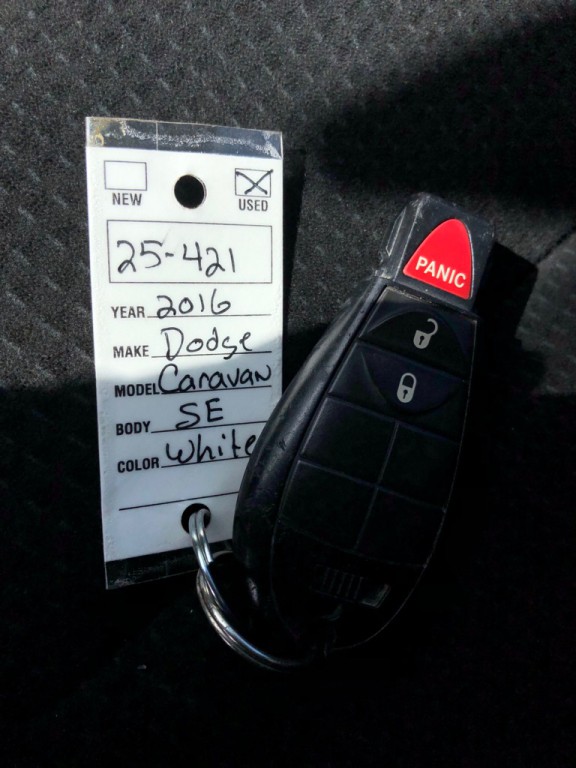 NEW USED
25-421
YEAR 2016
MAKE Dodge
MODEL Caravan
BODY SE
COLOR White
PANIC